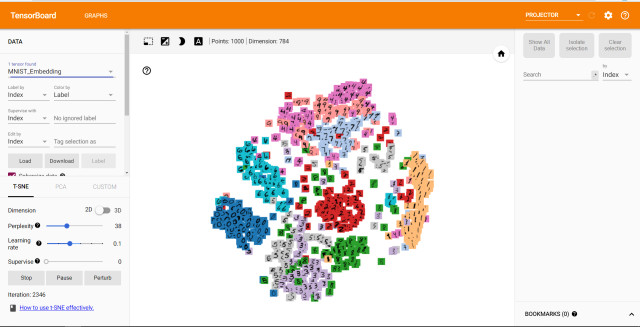 TensorBoard GRAPHS PROJECTOR
DATA
Points: 1000 | Dimension: 784
Show All Data
Isolate selection
Clear selection
1 tensor found
MNIST_Embedding
Search
by
Index
Label by
Index
Color by
Label
Supervise with
Index
No ignored label
Edit by
Index
Tag selection as
Load Download Label
T-SNE PCA CUSTOM
Dimension 2D 3D
Perplexity 38
Learning rate 0.1
Supervise 0
Stop Pause Perturb
Iteration: 2346
How to use t-SNE effectively.
BOOKMARKS (0)